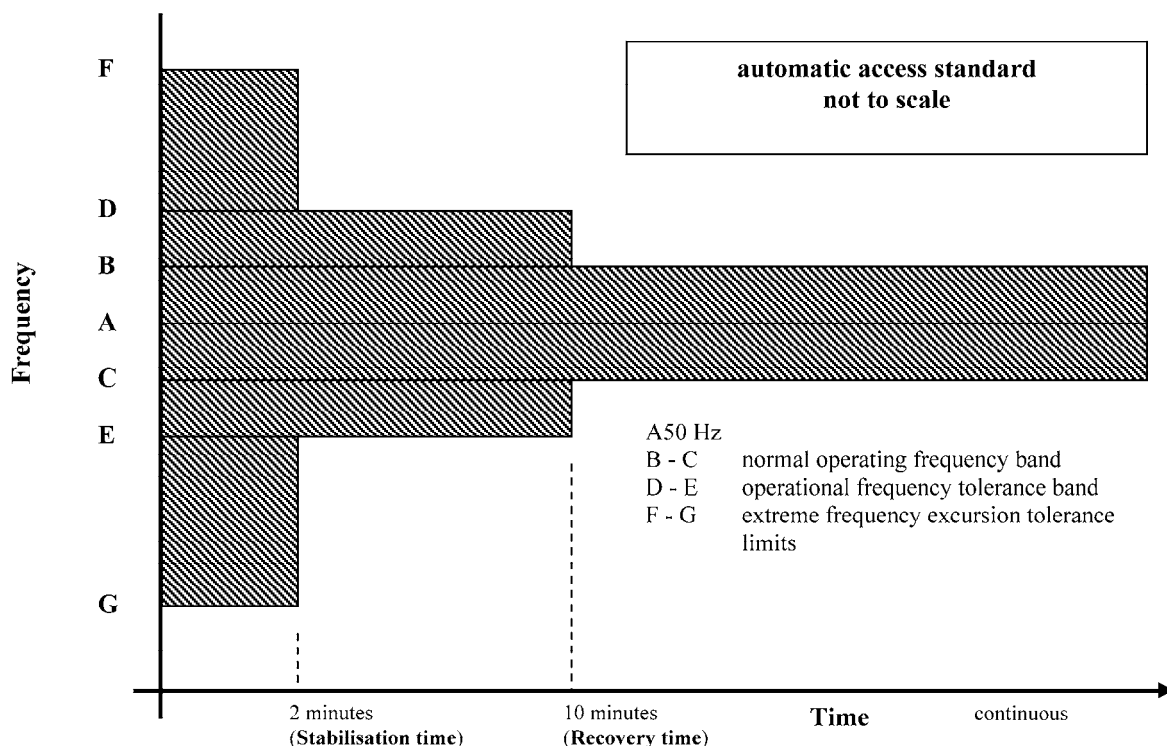 automatic access standard
not to scale
F
D
B
A
C
E
G
Frequency
A50 Hz
B - C normal operating frequency band
D - E operational frequency tolerance band
F - G extreme frequency excursion tolerance
limits
2 minutes
(Stabilisation time)
10 minutes
(Recovery time)
Time
continuous